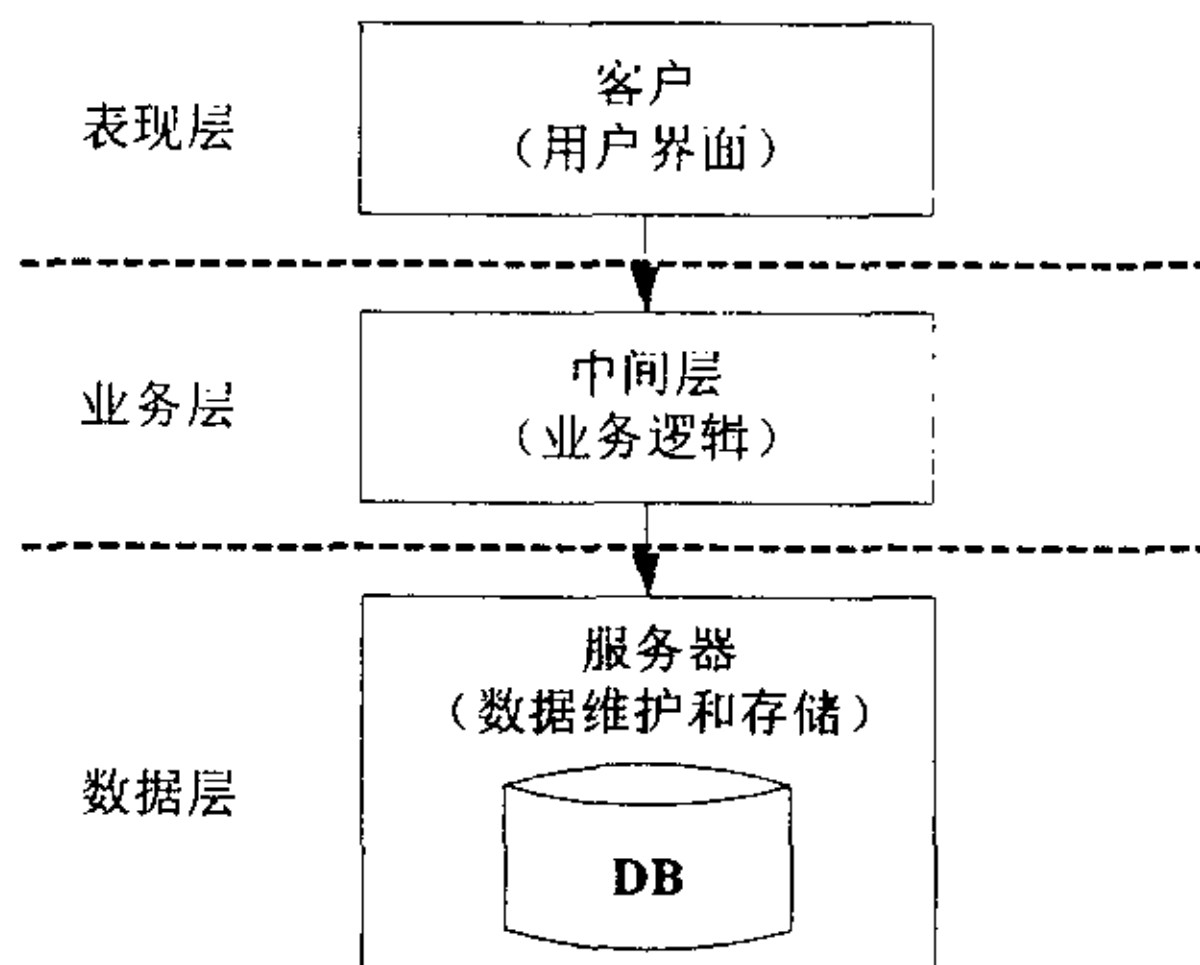 表现层
客户
（用户界面）
业务层
中间层
（业务逻辑）
数据层
服务器
（数据维护和存储）
DB